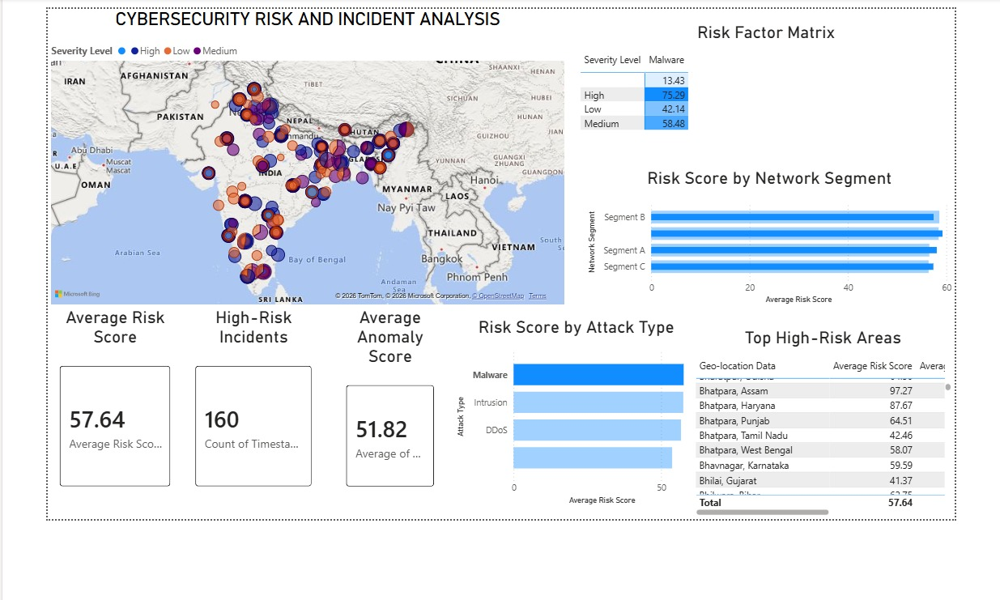 CYBERSECURITY RISK AND INCIDENT ANALYSIS
Severity Level High Low Medium
CHINA
SHAANXI
HENAN
AFGHANISTAN
IRAN
TIBET
SICHUAN
HUBEI
PAKISTAN
HUNAN
NEPAL
JIAN
GUIZHOU
Abu Dhabi
U.A.E.
Muscat
Muscat
YUNNAN
GUANGXI
ZHUANG
GUANGDON
INDIA
OMAN
Hanoi
MYANMAR
LAOS
Nay Pyi Taw
THAILAND
VIETNAM
South
Arabian Sea
Bay of Bengal
Bangkok
Phnom Penh
Andaman
Sea
SRI LANKA
Microsoft Bing
© 2026 TomTom, © 2026 Microsoft Corporation, © OpenStreetMap Terms
Risk Factor Matrix
Severity Level Malware
13.43
High 75.29
Low 42.14
Medium 58.48
Risk Score by Network Segment
Network Segment
Segment B
Segment A
Segment C
0 20 40 60
Average Risk Score
Average Risk
Score
57.64
Average Risk Sco...
High-Risk
Incidents
160
Count of Timesta...
Average
Anomaly
Score
51.82
Average of ...
Risk Score by Attack Type
Attack Type
Malware
Intrusion
DDoS
0 50
Average Risk Score
Top High-Risk Areas
Geo-location Data Average Risk Score Averag
Bhatpara, Assam 97.27
Bhatpara, Haryana 87.67
Bhatpara, Punjab 64.51
Bhatpara, Tamil Nadu 42.46
Bhatpara, West Bengal 58.07
Bhavnagar, Karnataka 59.59
Bhilai, Gujarat 41.37
Total 57.64